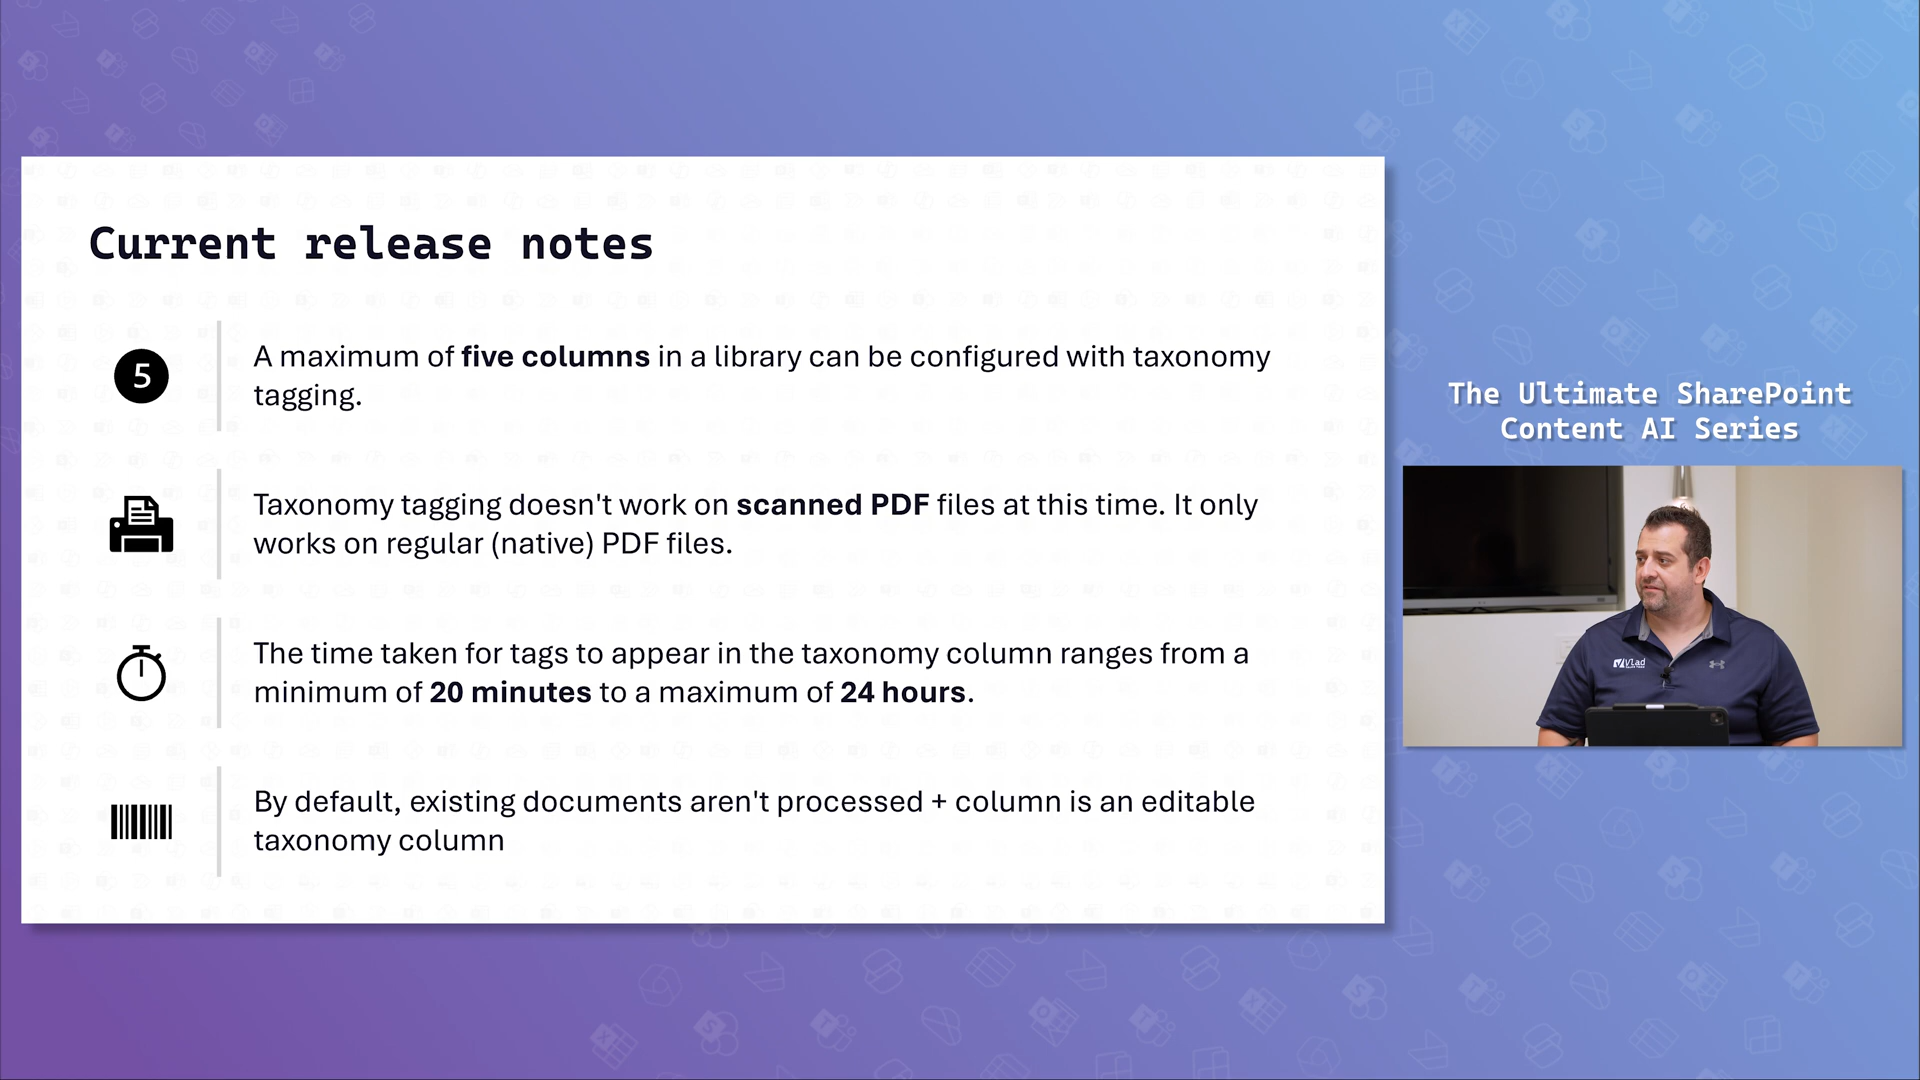 Current release notes
5
A maximum of five columns in a library can be configured with taxonomy
tagging.
Taxonomy tagging doesn't work on scanned PDF files at this time. It only
works on regular (native) PDF files.
The time taken for tags to appear in the taxonomy column ranges from a
minimum of 20 minutes to a maximum of 24 hours.
By default, existing documents aren't processed + column is an editable
taxonomy column
The Ultimate SharePoint
Content AI Series
Vlad